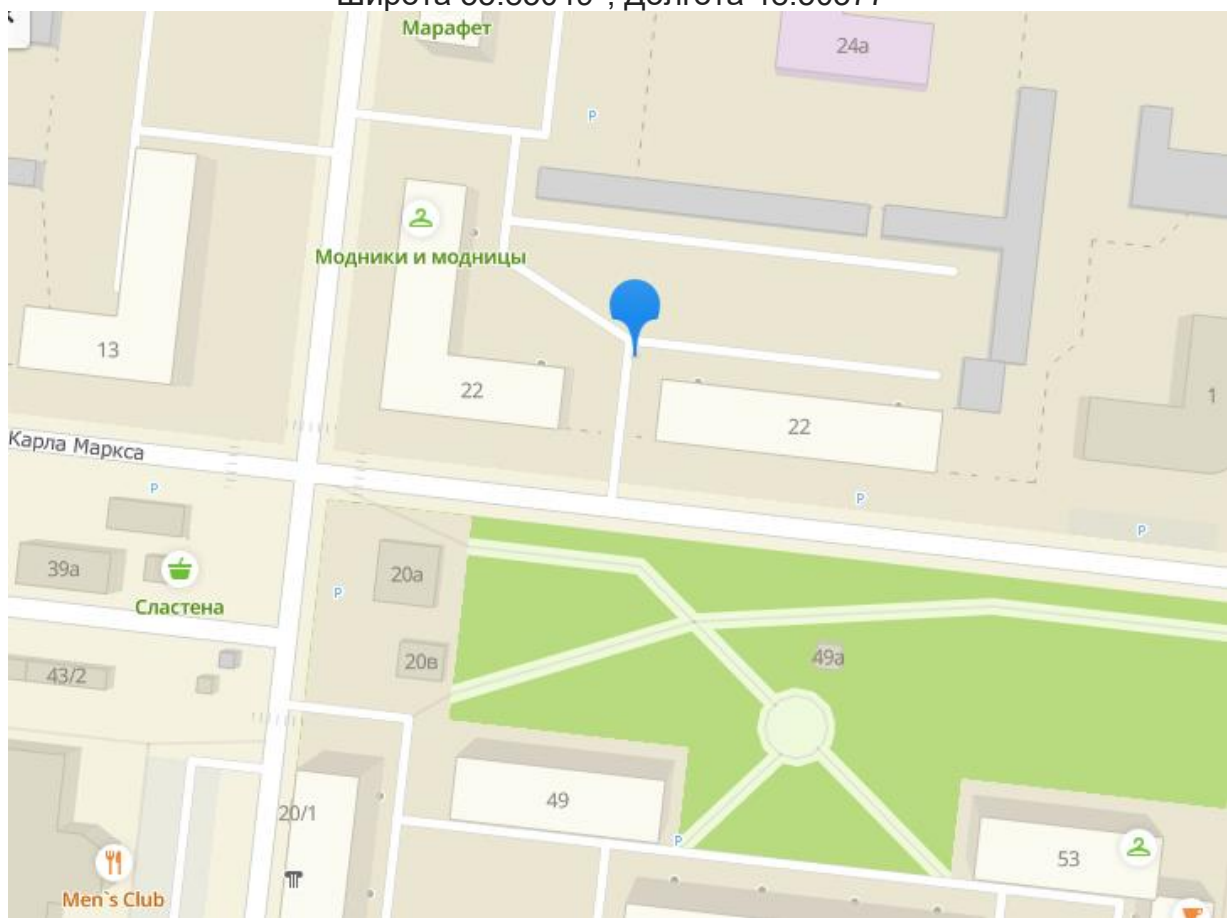 Марафет
24а
Р
Модники и модницы
13
22
22
1
Карла Маркса
Р
Р
Р
39а
Сластена
20а
Р
20в
49а
43/2
49
20/1
Р
53
Men`s Club